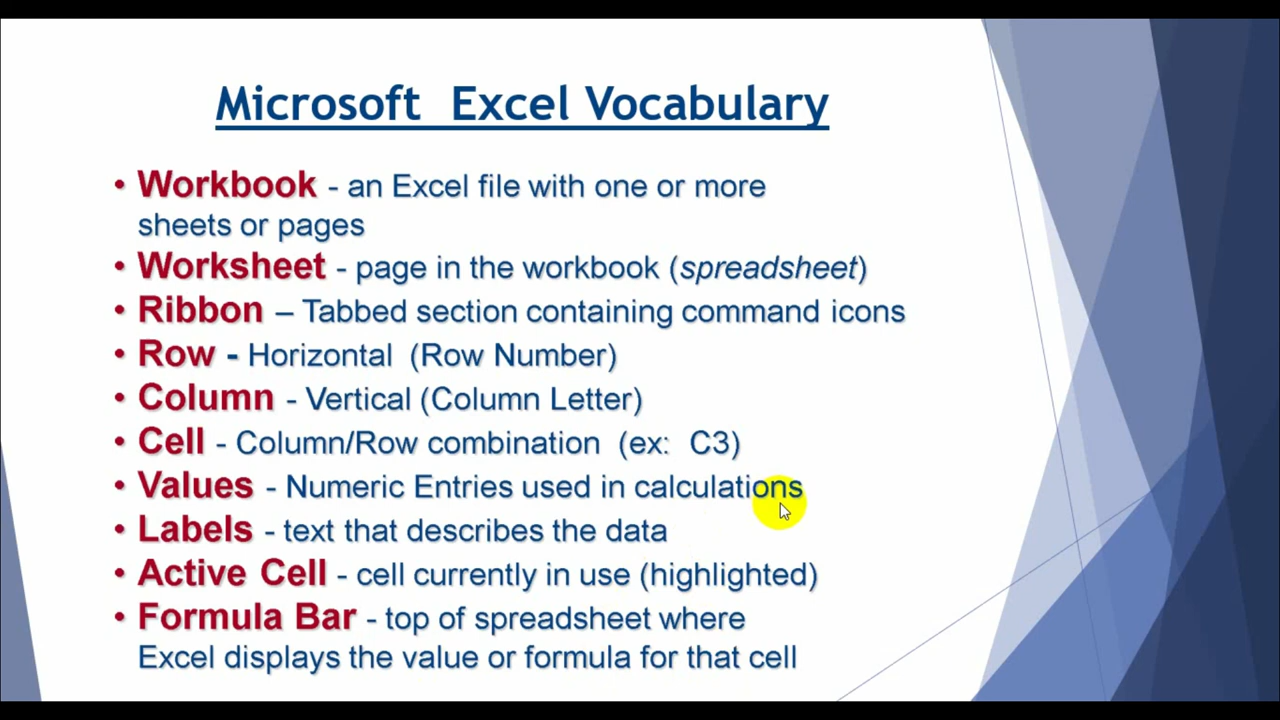 Microsoft  Excel Vocabulary
• Workbook - an Excel file with one or more
sheets or pages
• Worksheet - page in the workbook (spreadsheet)
• Ribbon – Tabbed section containing command icons
• Row - Horizontal  (Row Number)
• Column - Vertical (Column Letter)
• Cell - Column/Row combination  (ex:  C3)
• Values - Numeric Entries used in calculations
• Labels - text that describes the data
• Active Cell - cell currently in use (highlighted)
• Formula Bar - top of spreadsheet where
Excel displays the value or formula for that cell